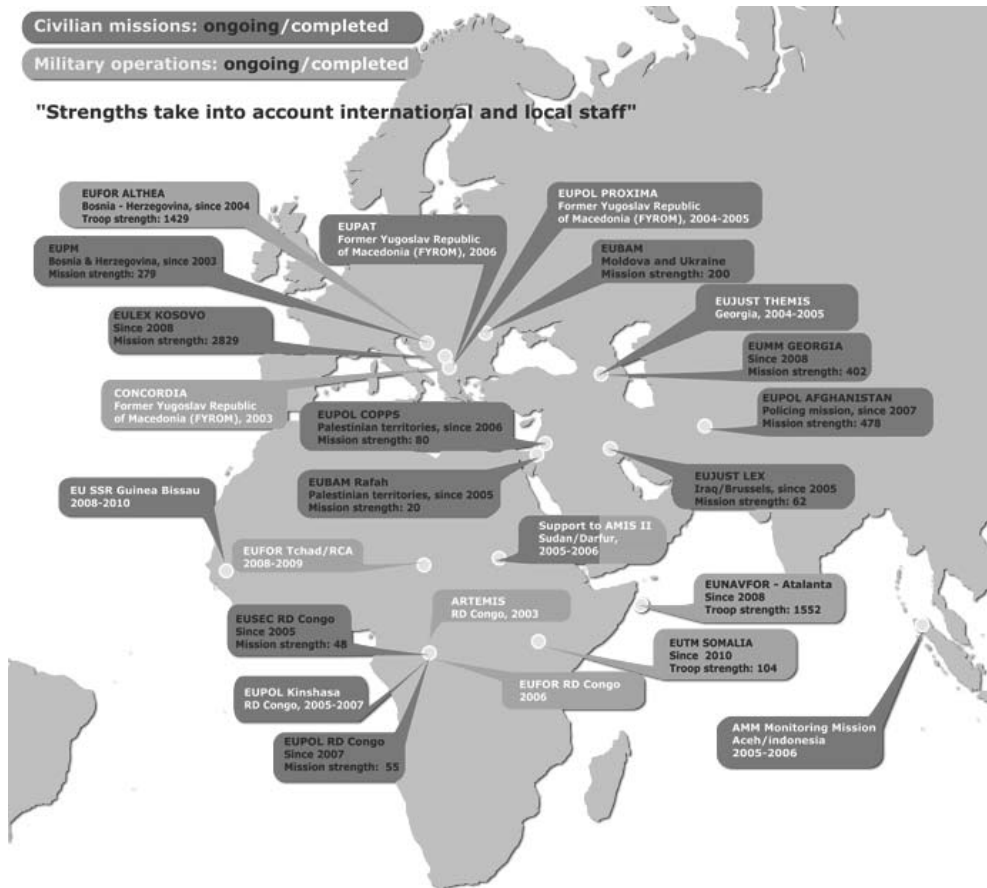 Civilian missions: ongoing/completed
Military operations: ongoing/completed
"Strengths take into account international and local staff"
EUFOR ALTHEA
Bosnia - Herzegovina, since 2004
Troop strength: 1429
EUPOL PROXIMA
Former Yugoslav Republic
of Macedonia (FYROM), 2004-2005
EUPAT
Former Yugoslav Republic
of Macedonia (FYROM), 2006
EUPM
Bosnia & Herzegovina, since 2003
Mission strength: 279
EUBAM
Moldova and Ukraine
Mission strength: 200
EUJUST THEMIS
Georgia, 2004-2005
EULEX KOSOVO
Since 2008
Mission strength: 2829
EUMM GEORGIA
Since 2008
Mission strength: 402
CONCORDIA
Former Yugoslav Republic
of Macedonia (FYROM), 2003
EUPOL COPPS
Palestinian territories, since 2006
Mission strength: 80
EUPOL AFGHANISTAN
Policing mission, since 2007
Mission strength: 478
EUBAM Rafah
Palestinian territories, since 2005
Mission strength: 20
EUJUST LEX
Iraq/Brussels, since 2005
Mission strength: 62
EU SSR Guinea Bissau
2008-2010
Support to AMIS II
Sudan/Darfur,
2005-2006
EUFOR Tchad/RCA
2008-2009
EUNAVFOR - Atalanta
Since 2008
Troop strength: 1552
ARTEMIS
RD Congo, 2003
EUSEC RD Congo
Since 2005
Mission strength: 48
EUTM SOMALIA
Since 2010
Troop strength: 104
EUFOR RD Congo
2006
EUPOL Kinshasa
RD Congo, 2005-2007
AMM Monitoring Mission
Aceh/indonesia
2005-2006
EUPOL RD Congo
Since 2007
Mission strength: 55